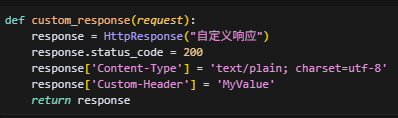 def custom_response(request):
    response = HttpResponse("自定义响应")
    response.status_code = 200
    response['Content-Type'] = 'text/plain; charset=utf-8'
    response['Custom-Header'] = 'MyValue'
    return response